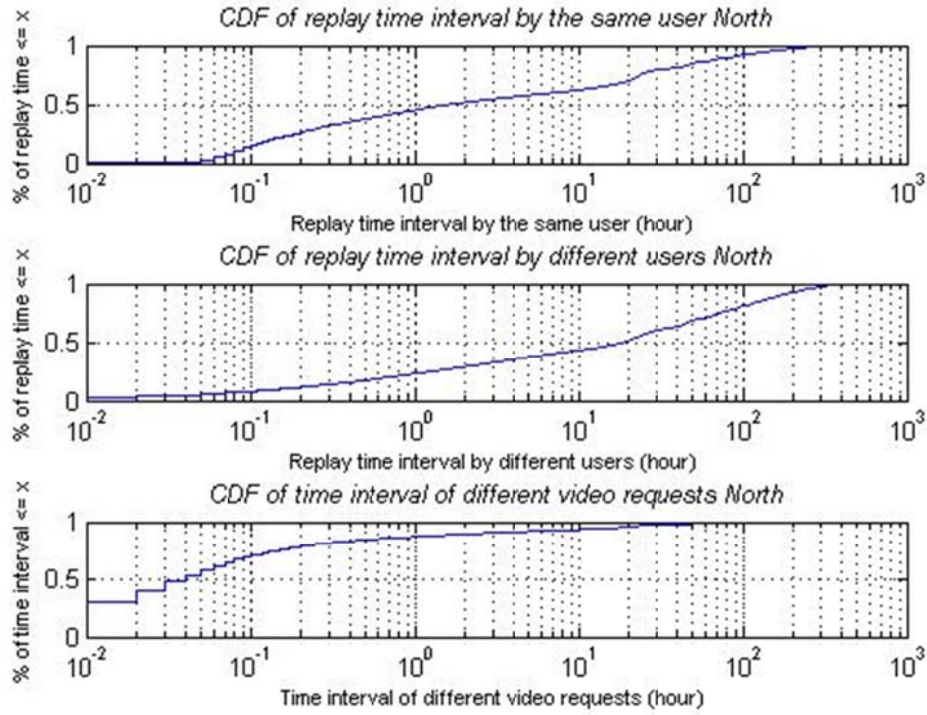 CDF of replay time interval by the same user North
% of replay time <= x
1
0.5
0
10^-2 10^-1 10^0 10^1 10^2 10^3
Replay time interval by the same user (hour)
CDF of replay time interval by different users North
% of replay time <= x
1
0.5
0
10^-2 10^-1 10^0 10^1 10^2 10^3
Replay time interval by different users (hour)
CDF of time interval of different video requests North
% of time interval <= x
1
0.5
0
10^-2 10^-1 10^0 10^1 10^2 10^3
Time interval of different video requests (hour)